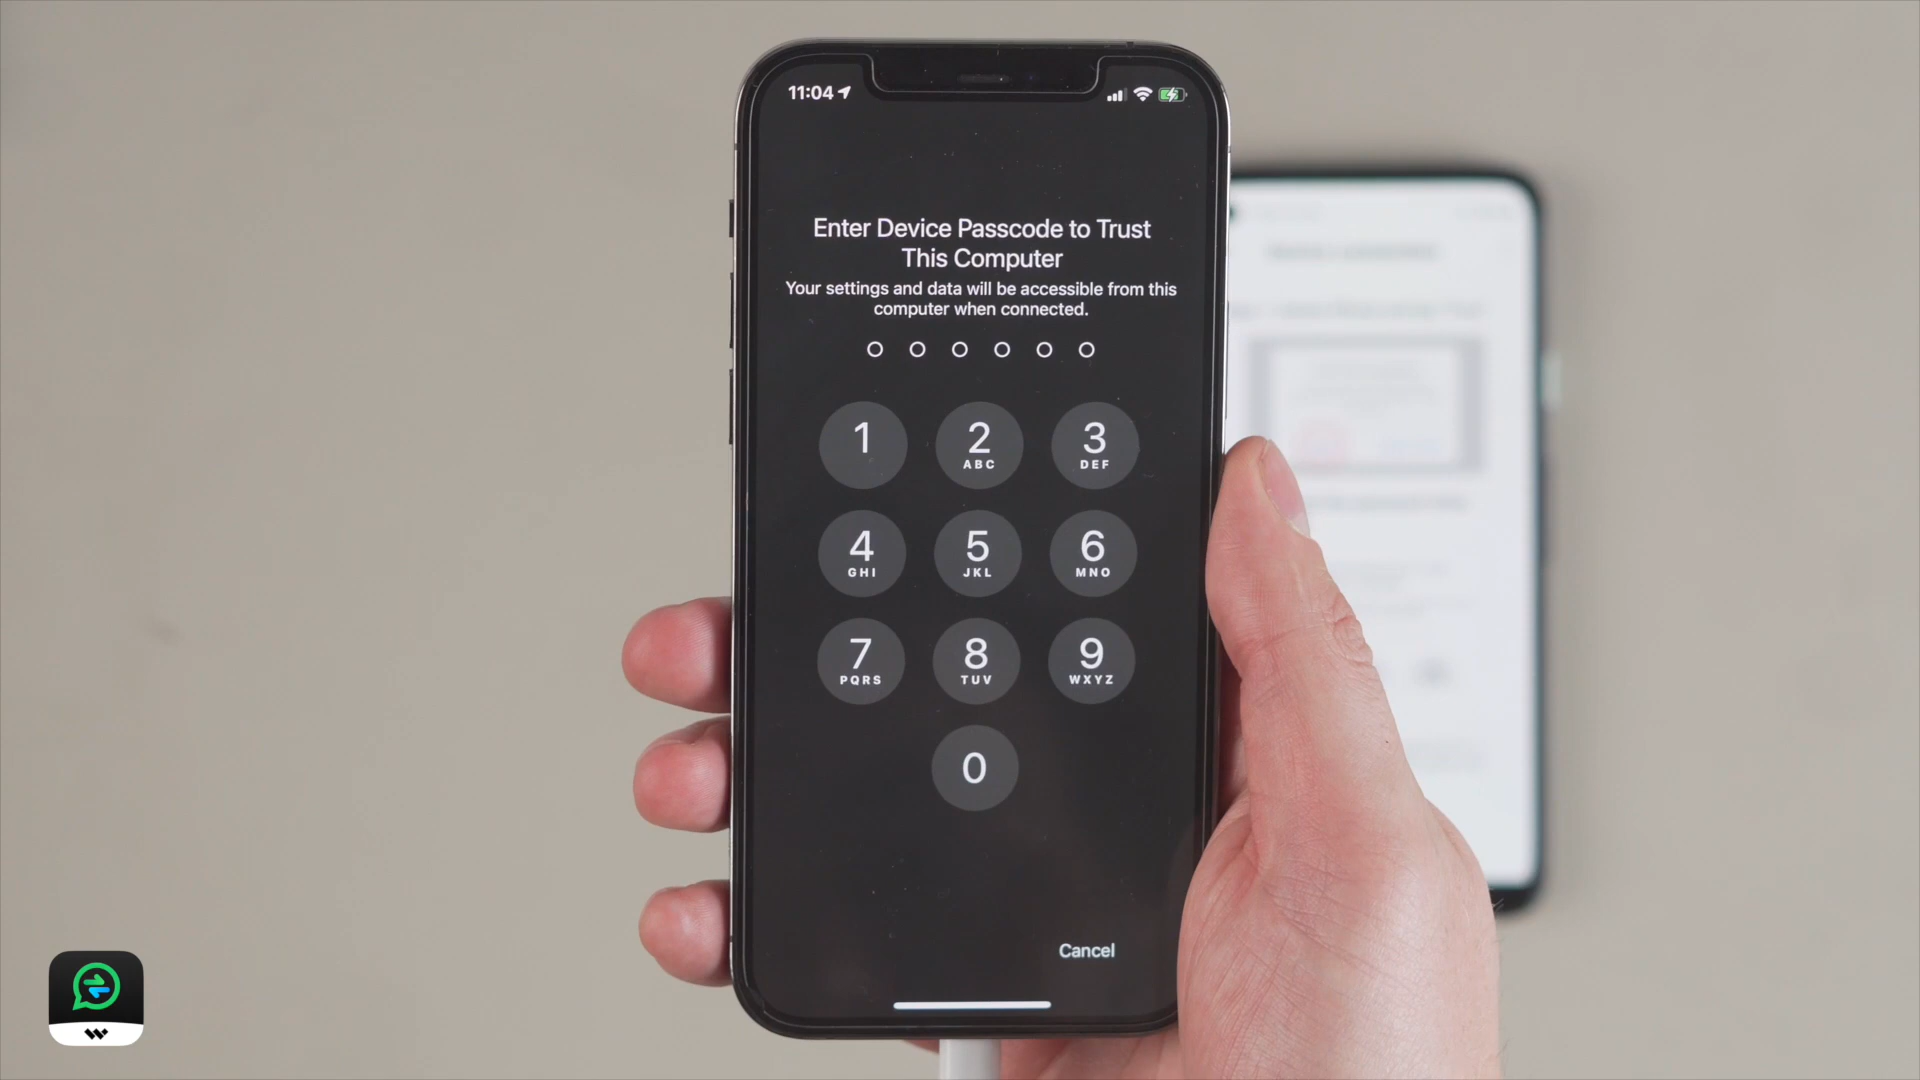 11:04
Enter Device Passcode to Trust
This Computer
Your settings and data will be accessible from this
computer when connected.
1
2
ABC
3
DEF
4
GHI
5
JKL
6
MNO
7
PQRS
8
TUV
9
WXYZ
0
Cancel